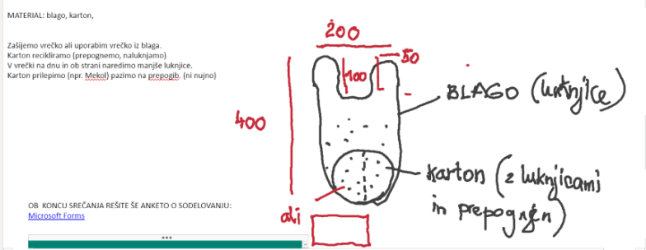 MATERIAL: blago, karton,
Zašijemo vrečko ali uporabim vrečko iz blaga.
Karton recikliramo (prepognemo, naluknjamo)
V vrečki na dnu in ob strani naredimo manjše luknjice.
Karton prilepimo (npr. Mekol) pazimo na prepogib. (ni nujno)
200
50
100
BLAGO (luknjice)
400
karton (z luknjicami
in prepognjen)
ali
OB KONCU SREČANJA REŠITE ŠE ANKETO O SODELOVANJU:
Microsoft Forms